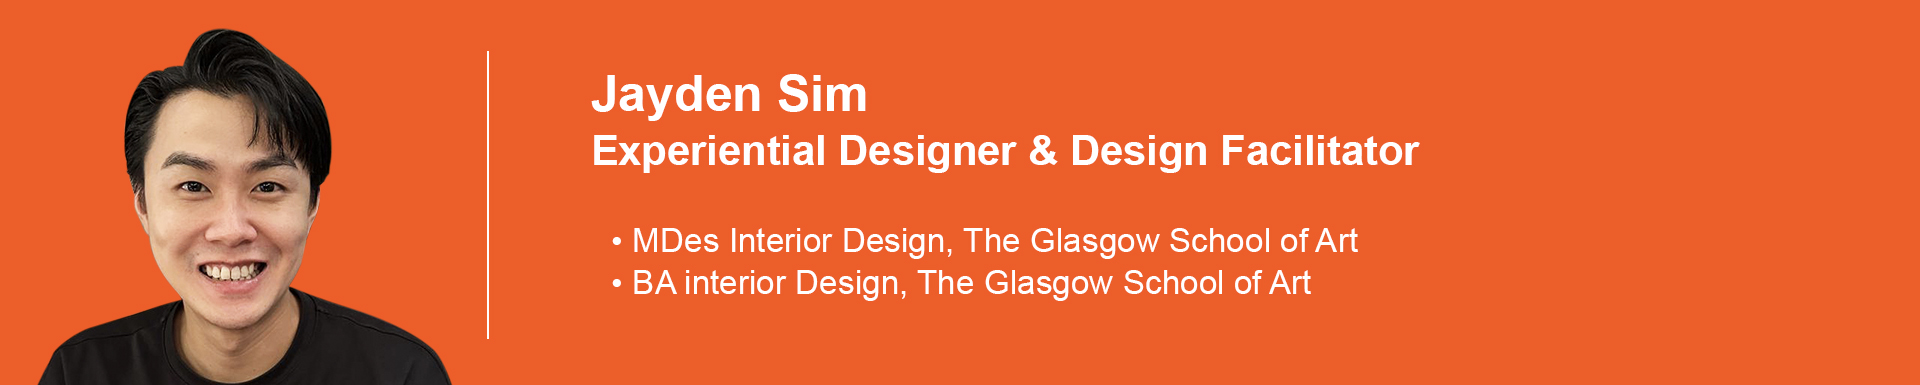 Jayden Sim
Experiential Designer & Design Facilitator
• MDes Interior Design, The Glasgow School of Art
• BA interior Design, The Glasgow School of Art